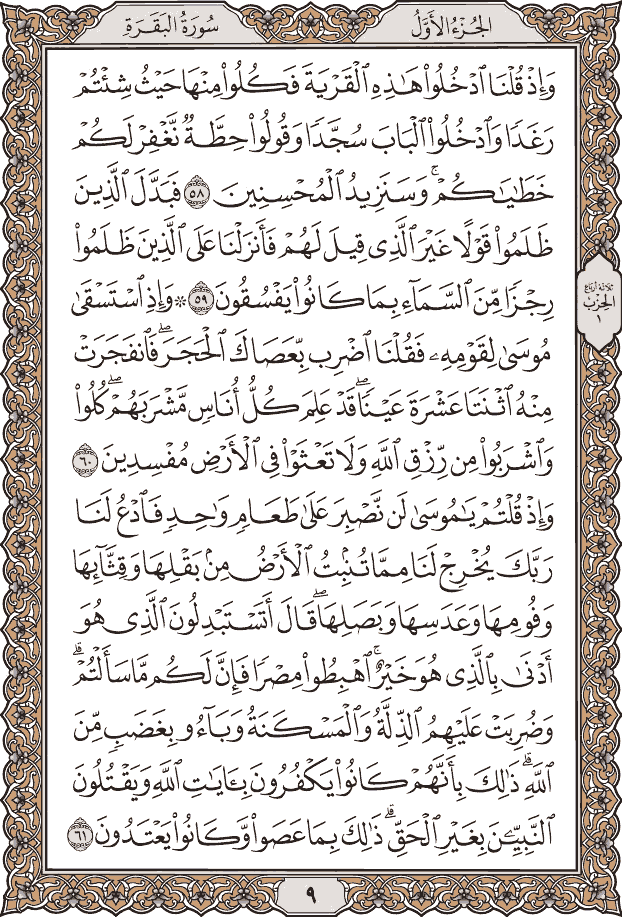 الجُزْءُ الأَوَّلُ
سُورَةُ البَقَرَةِ
وَإِذۡ قُلۡنَا ٱدۡخُلُواْ هَٰذِهِ ٱلۡقَرۡيَةَ فَكُلُواْ مِنۡهَا حَيۡثُ شِئۡتُمۡ
رَغَدٗا وَٱدۡخُلُواْ ٱلۡبَابَ سُجَّدٗا وَقُولُواْ حِطَّةٞ نَّغۡفِرۡ لَكُمۡ
خَطَٰيَٰكُمۡۚ وَسَنَزِيدُ ٱلۡمُحۡسِنِينَ ٥٨ فَبَدَّلَ ٱلَّذِينَ
ظَلَمُواْ قَوۡلًا غَيۡرَ ٱلَّذِي قِيلَ لَهُمۡ فَأَنزَلۡنَا عَلَى ٱلَّذِينَ ظَلَمُواْ
رِجۡزٗا مِّنَ ٱلسَّمَآءِ بِمَا كَانُواْ يَفۡسُقُونَ ٥٩ ۞ وَإِذِ ٱسۡتَسۡقَىٰ
مُوسَىٰ لِقَوۡمِهِۦ فَقُلۡنَا ٱضۡرِب بِّعَصَاكَ ٱلۡحَجَرَۖ فَٱنفَجَرَتۡ
مِنۡهُ ٱثۡنَتَا عَشۡرَةَ عَيۡنٗاۖ قَدۡ عَلِمَ كُلُّ أُنَاسٖ مَّشۡرَبَهُمۡۖ كُلُواْ
وَٱشۡرَبُواْ مِن رِّزۡقِ ٱللَّهِ وَلَا تَعۡثَوۡاْ فِي ٱلۡأَرۡضِ مُفۡسِدِينَ ٦٠
وَإِذۡ قُلۡتُمۡ يَٰمُوسَىٰ لَن نَّصۡبِرَ عَلَىٰ طَعَامٖ وَٰحِدٖ فَٱدۡعُ لَنَا
رَبَّكَ يُخۡرِجۡ لَنَا مِمَّا تُنۢبِتُ ٱلۡأَرۡضُ مِنۢ بَقۡلِهَا وَقِثَّآئِهَا
وَفُومِهَا وَعَدَسِهَا وَبَصَلِهَاۖ قَالَ أَتَسۡتَبۡدِلُونَ ٱلَّذِي هُوَ
أَدۡنَىٰ بِٱلَّذِي هُوَ خَيۡرٌۚ ٱهۡبِطُواْ مِصۡرٗا فَإِنَّ لَكُم مَّا سَأَلۡتُمۡۗ
وَضُرِبَتۡ عَلَيۡهِمُ ٱلذِّلَّةُ وَٱلۡمَسۡكَنَةُ وَبَآءُو بِغَضَبٖ مِّنَ
ٱللَّهِۗ ذَٰلِكَ بِأَنَّهُمۡ كَانُواْ يَكۡفُرُونَ بِـَٔايَٰتِ ٱللَّهِ وَيَقۡتُلُونَ
ٱلنَّبِيِّـۧنَ بِغَيۡرِ ٱلۡحَقِّۗ ذَٰلِكَ بِمَا عَصَواْ وَّكَانُواْ يَعۡتَدُونَ ٦١
ثلاثة أرباع
الحزب
١
٩